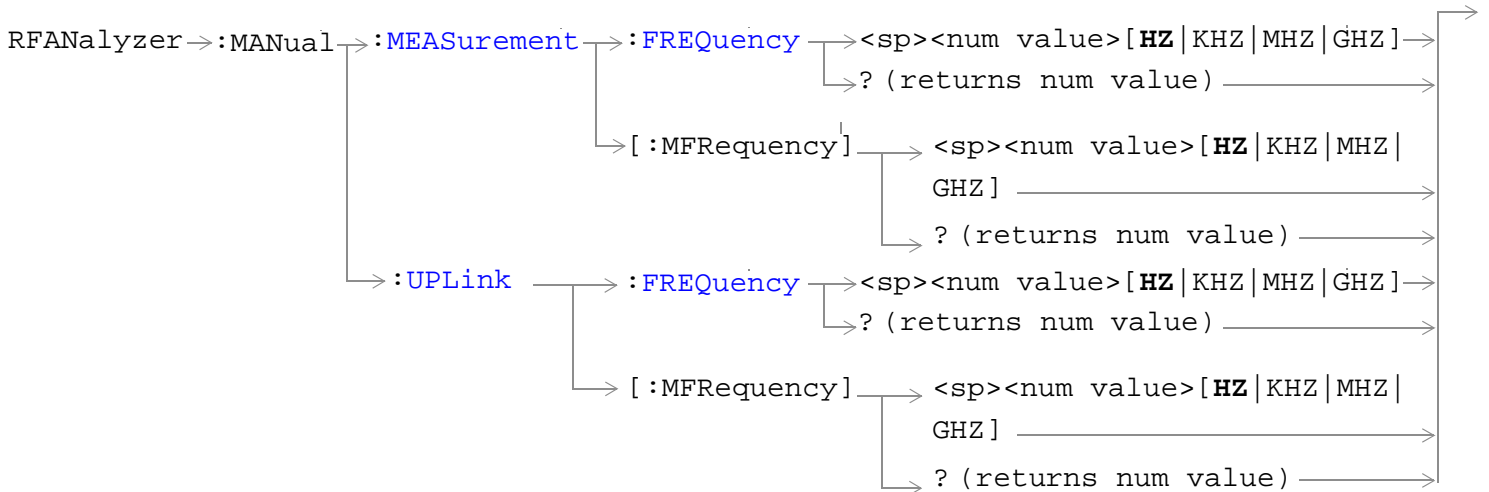 RFANalyzer :MANual :MEASurement :FREQuency <sp><num value>[HZ|KHZ|MHZ|GHZ]
? (returns num value)
[:MFRequency] <sp><num value>[HZ|KHZ|MHZ|
GHZ]
? (returns num value)
:UPLink :FREQuency <sp><num value>[HZ|KHZ|MHZ|GHZ]
? (returns num value)
[:MFRequency] <sp><num value>[HZ|KHZ|MHZ|
GHZ]
? (returns num value)